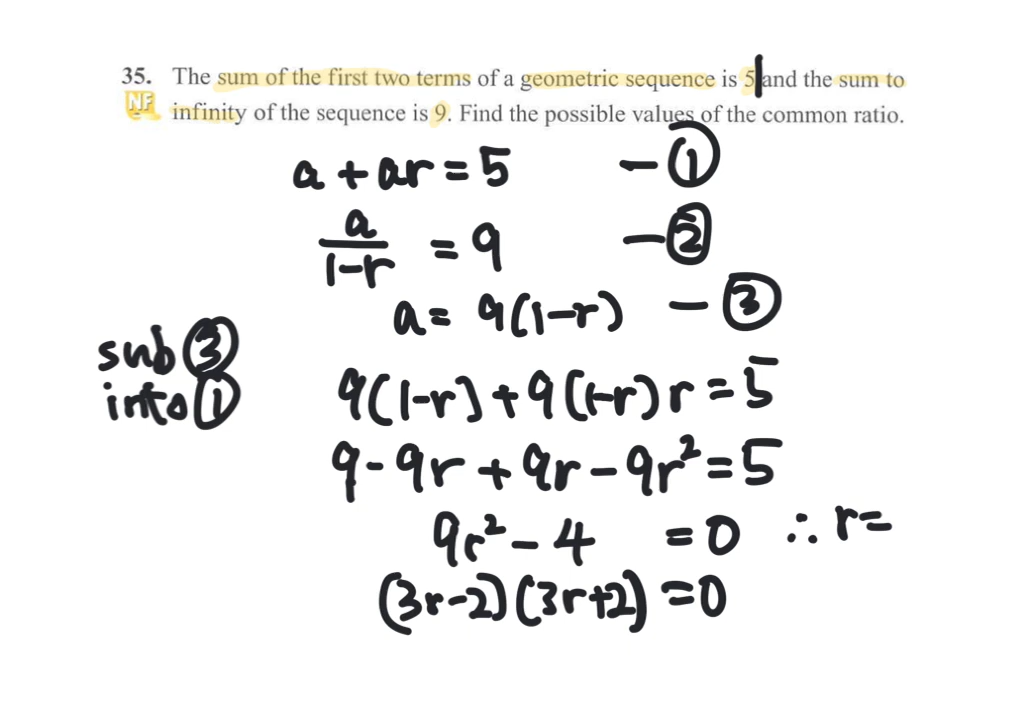 35. The sum of the first two terms of a geometric sequence is 5 and the sum to
NF infinity of the sequence is 9. Find the possible values of the common ratio.
a + ar = 5 - ①
a/(1-r) = 9 - ②
a = 9(1-r) - ③
sub ③
into ①
9(1-r) + 9(1-r)r = 5
9 - 9r + 9r - 9r² = 5
9r² - 4 = 0 ∴ r=
(3r-2)(3r+2) = 0